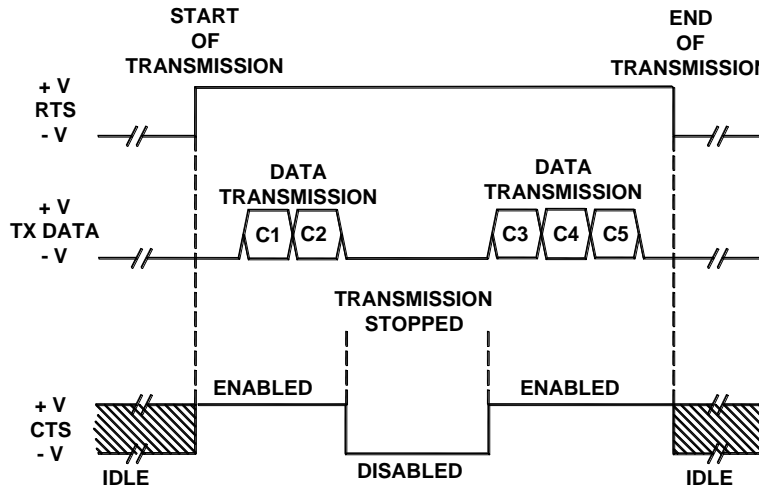 START
OF
TRANSMISSION
END
OF
TRANSMISSION
+ V
RTS
- V
DATA
TRANSMISSION
DATA
TRANSMISSION
+ V
TX DATA
- V
C1 C2 C3 C4 C5
TRANSMISSION
STOPPED
ENABLED ENABLED
+ V
CTS
- V
IDLE DISABLED IDLE